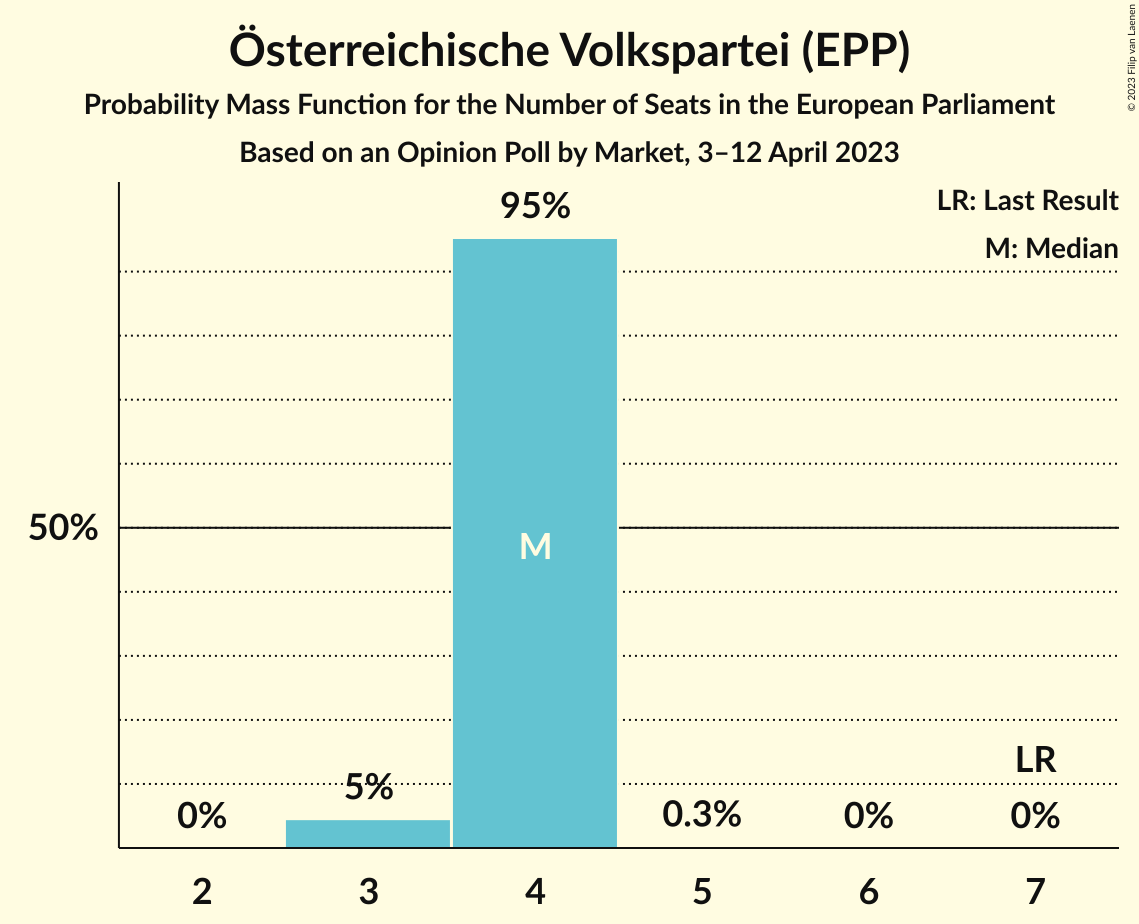 Österreichische Volkspartei (EPP)
Probability Mass Function for the Number of Seats in the European Parliament
Based on an Opinion Poll by Market, 3–12 April 2023
© 2023 Filip van Laenen
LR: Last Result
M: Median
95%
50%
M
LR
5%
0%
0.3%
0%
0%
2 3 4 5 6 7